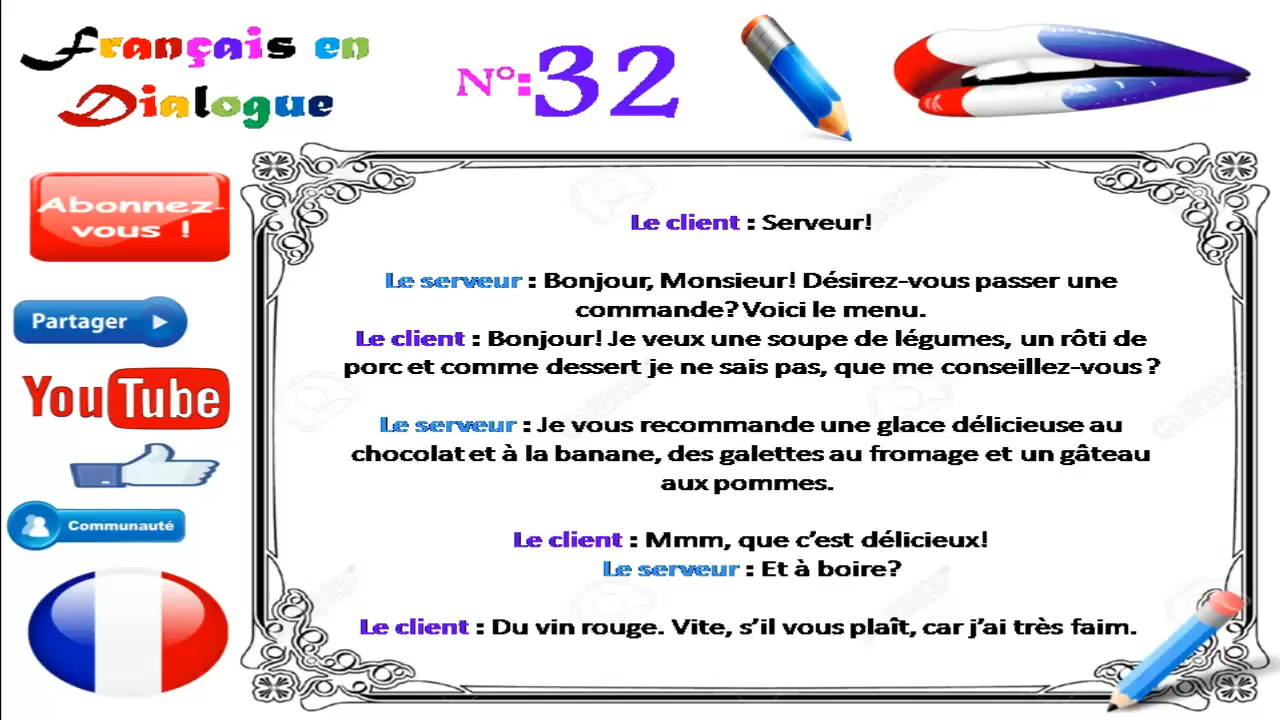 Français en
Dialogue
N°:32
Abonnez-
vous !
Partager
YouTube
Communauté
Le client : Serveur!
Le serveur : Bonjour, Monsieur! Désirez-vous passer une
commande? Voici le menu.
Le client : Bonjour! Je veux une soupe de légumes, un rôti de
porc et comme dessert je ne sais pas, que me conseillez-vous ?
Le serveur : Je vous recommande une glace délicieuse au
chocolat et à la banane, des galettes au fromage et un gâteau
aux pommes.
Le client : Mmm, que c’est délicieux!
Le serveur : Et à boire?
Le client : Du vin rouge. Vite, s’il vous plaît, car j’ai très faim.